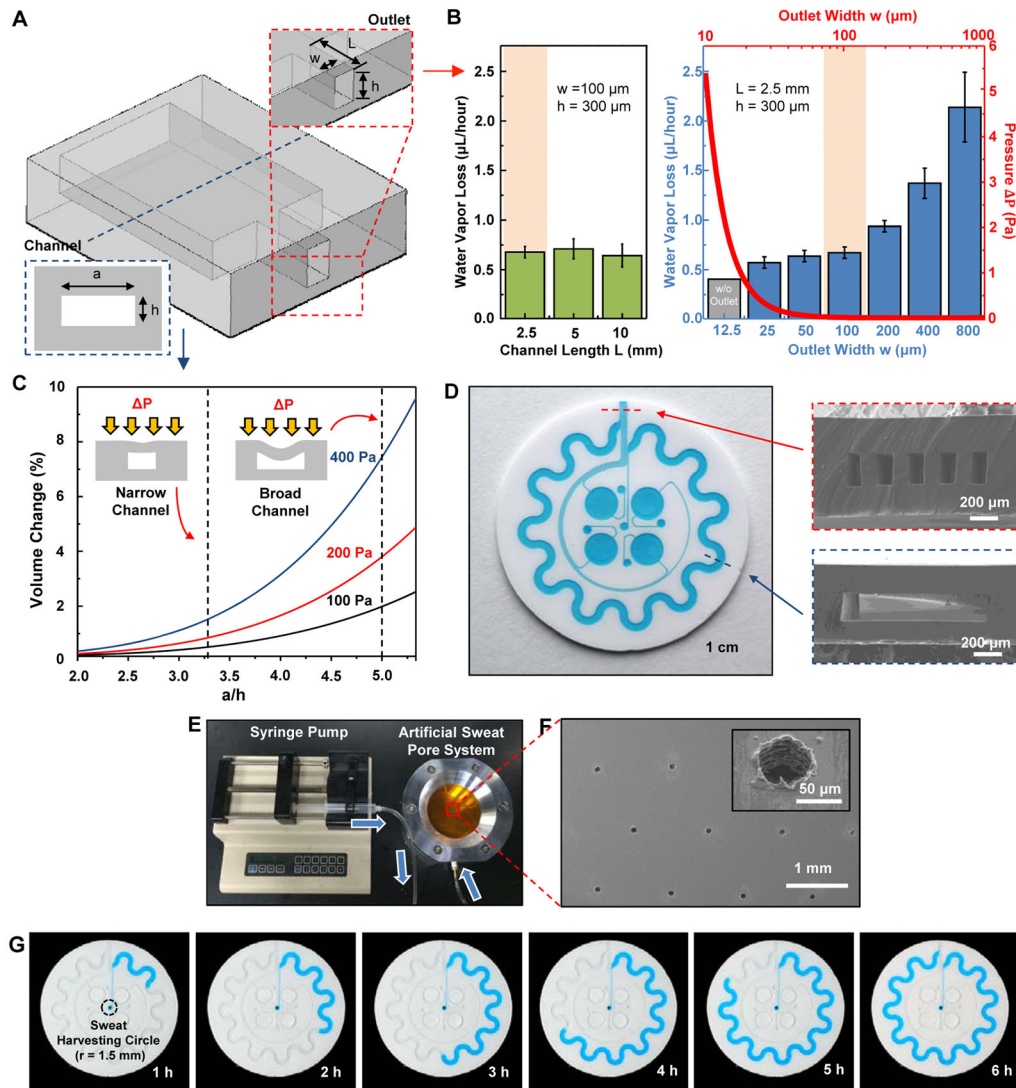 A
Outlet
L
w
h
Channel
a
h
B
Water Vapor Loss (µL/hour)
2.5
2.0
1.5
1.0
0.5
0.0
w =100 µm
h = 300 µm
2.5 5 10
Channel Length L (mm)
Outlet Width w (µm)
10 100 1000
Water Vapor Loss (µL/hour)
2.5
2.0
1.5
1.0
0.5
0.0
L = 2.5 mm
h = 300 µm
w/o
Outlet
12.5 25 50 100 200 400 800
Outlet Width w (µm)
6
5
4
3
2
1
0
Pressure ΔP (Pa)
C
Volume Change (%)
10
8
6
4
2
0
ΔP
Narrow
Channel
ΔP
Broad
Channel
400 Pa
200 Pa
100 Pa
2.0 2.5 3.0 3.5 4.0 4.5 5.0
a/h
D
1 cm
200 µm
200 µm
E
Syringe Pump
Artificial Sweat
Pore System
F
50 µm
1 mm
G
Sweat
Harvesting Circle
(r = 1.5 mm)
1 h
2 h
3 h
4 h
5 h
6 h